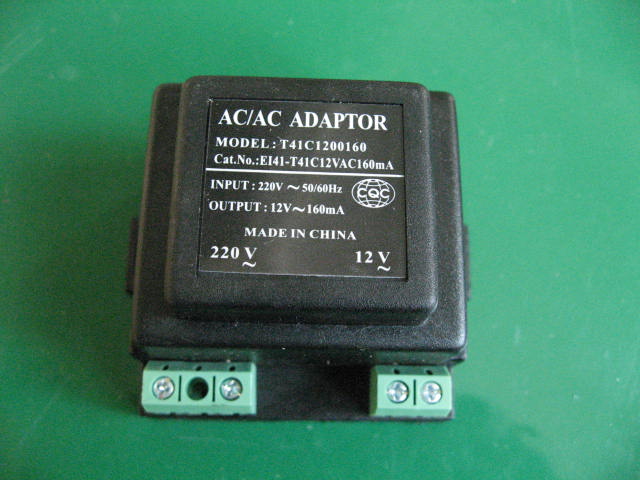 AC/AC ADAPTOR
MODEL : T41C1200160
Cat.No.:EI41-T41C12VAC160mA
INPUT : 220V ～ 50/60Hz
CQC
OUTPUT : 12V～160mA
MADE IN CHINA
220 V～ 12 V～